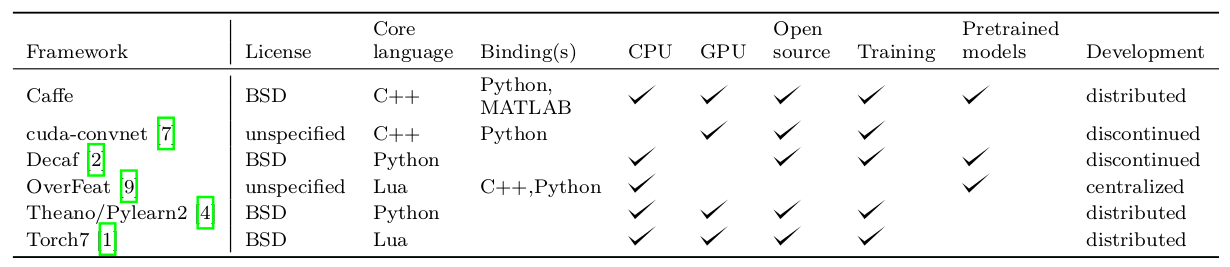 Framework License Core language Binding(s) CPU GPU Open source Training Pretrained models Development
Caffe BSD C++ Python, MATLAB ✓ ✓ ✓ ✓ ✓ distributed
cuda-convnet [7] unspecified C++ Python ✓ ✓ ✓ discontinued
Decaf [2] BSD Python ✓ ✓ ✓ ✓ discontinued
OverFeat [9] unspecified Lua C++,Python ✓ ✓ centralized
Theano/Pylearn2 [4] BSD Python ✓ ✓ ✓ ✓ distributed
Torch7 [1] BSD Lua ✓ ✓ ✓ ✓ distributed